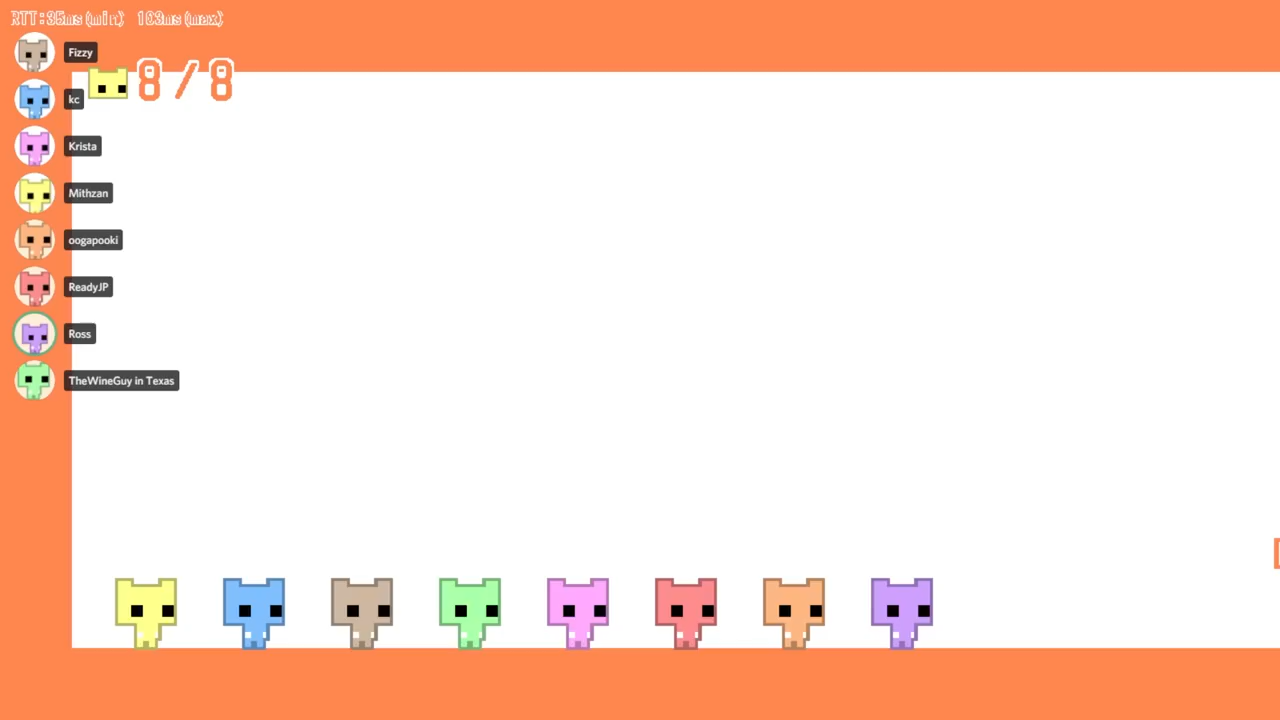 RTT:35ms(min) 103ms(max)
Fizzy
8/8
kc
Krista
Mithzan
oogapooki
ReadyJP
Ross
TheWineGuy in Texas